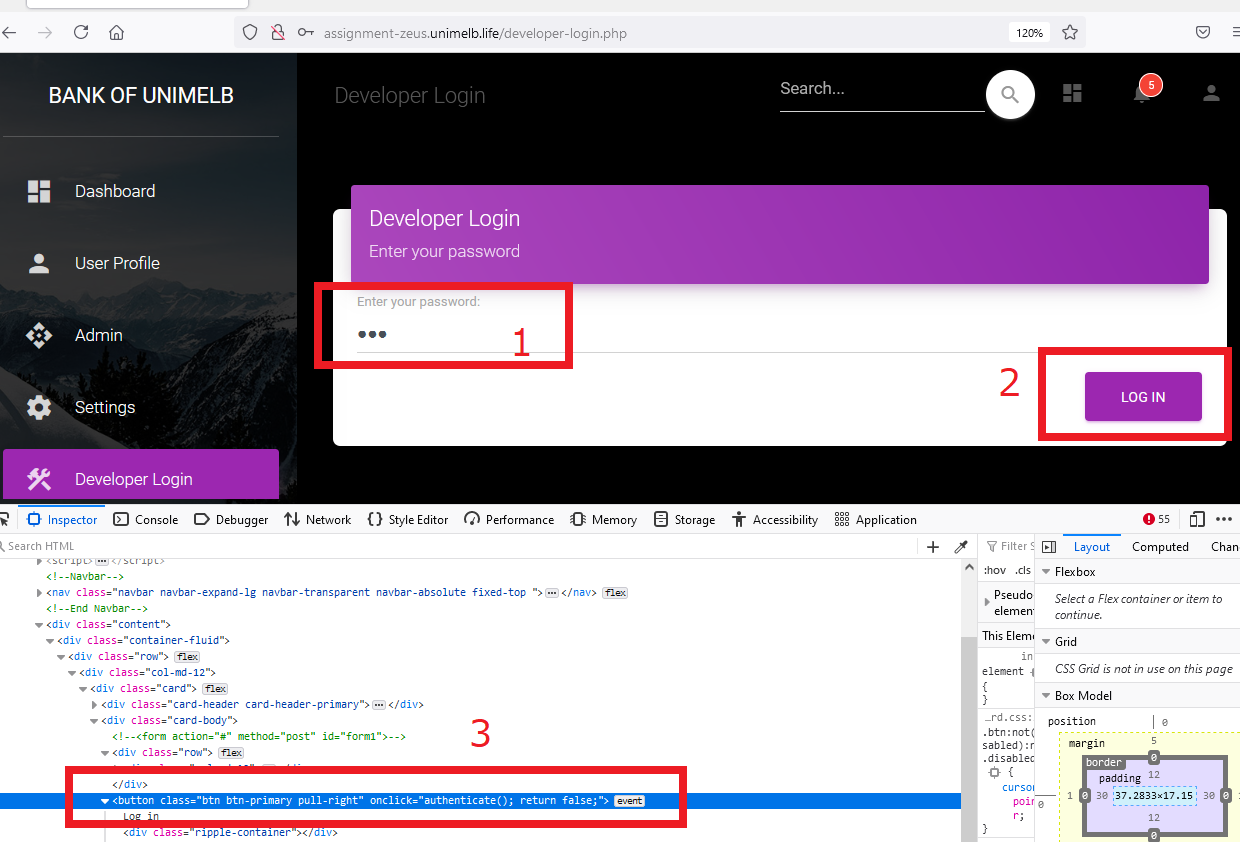 assignment-zeus.unimelb.life/developer-login.php
120%
BANK OF UNIMELB
Developer Login
Search...
5
Dashboard
User Profile
Admin
Settings
Developer Login
Developer Login
Enter your password
Enter your password:
1
2
LOG IN
Inspector
Console
Debugger
Network
Style Editor
Performance
Memory
Storage
Accessibility
Application
55
Search HTML
<script></script>
<!--Navbar-->
<nav class="navbar navbar-expand-lg navbar-transparent navbar-absolute fixed-top "></nav> flex
<!--End Navbar-->
<div class="content">
<div class="container-fluid">
<div class="row"> flex
<div class="col-md-12">
<div class="card"> flex
<div class="card-header card-header-primary"></div>
<div class="card-body">
<!--<form action="#" method="post" id="form1">-->
<div class="row"> flex
3
</div>
<button class="btn btn-primary pull-right" onclick="authenticate(); return false;"> event
Log in
<div class="ripple-container"></div>
Filter S
:hov .cls
Pseudo
elemen
This Eleme
in
element {
}
…rd.css:
.btn:not(
sabled):n
.disabled
{
cursor
poin
r;
}
Layout
Computed
Chan
Flexbox
Select a Flex container or item to
continue.
Grid
CSS Grid is not in use on this page
Box Model
position
0
margin
5
border
0
padding
12
0
1
0
30
37.2833×17.15
30
0
12
0